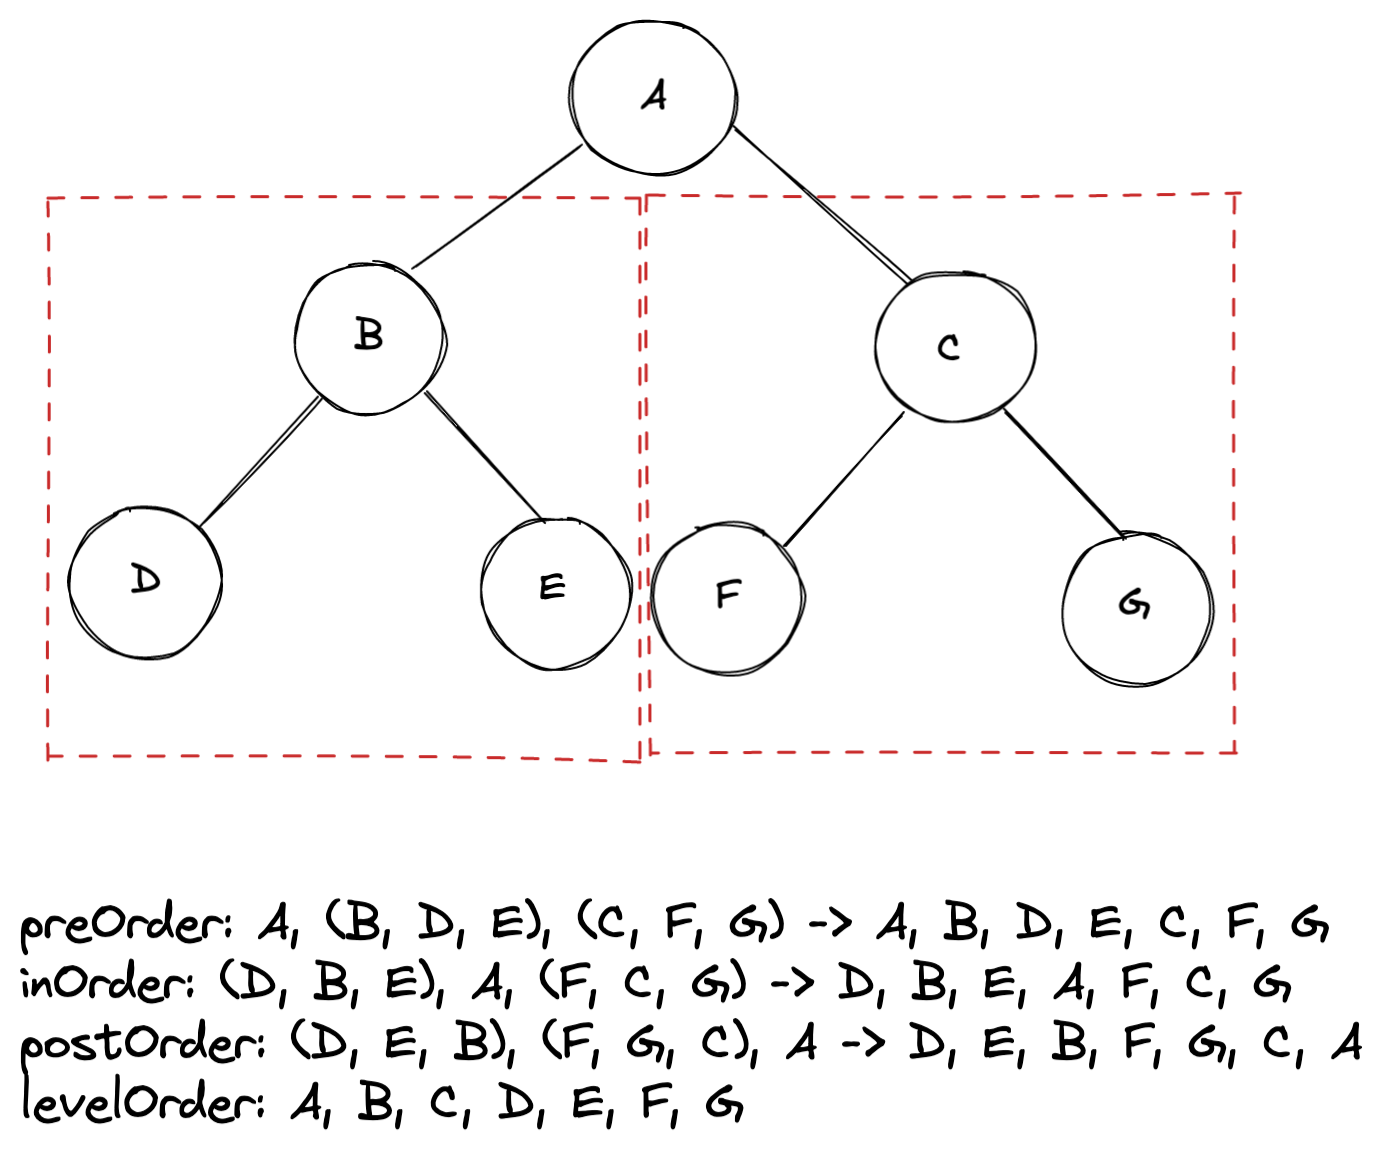 A
B
C
D
E
F
G
preOrder: A, (B, D, E), (C, F, G) -> A, B, D, E, C, F, G
inOrder: (D, B, E), A, (F, C, G) -> D, B, E, A, F, C, G
postOrder: (D, E, B), (F, G, C), A -> D, E, B, F, G, C, A
levelOrder: A, B, C, D, E, F, G